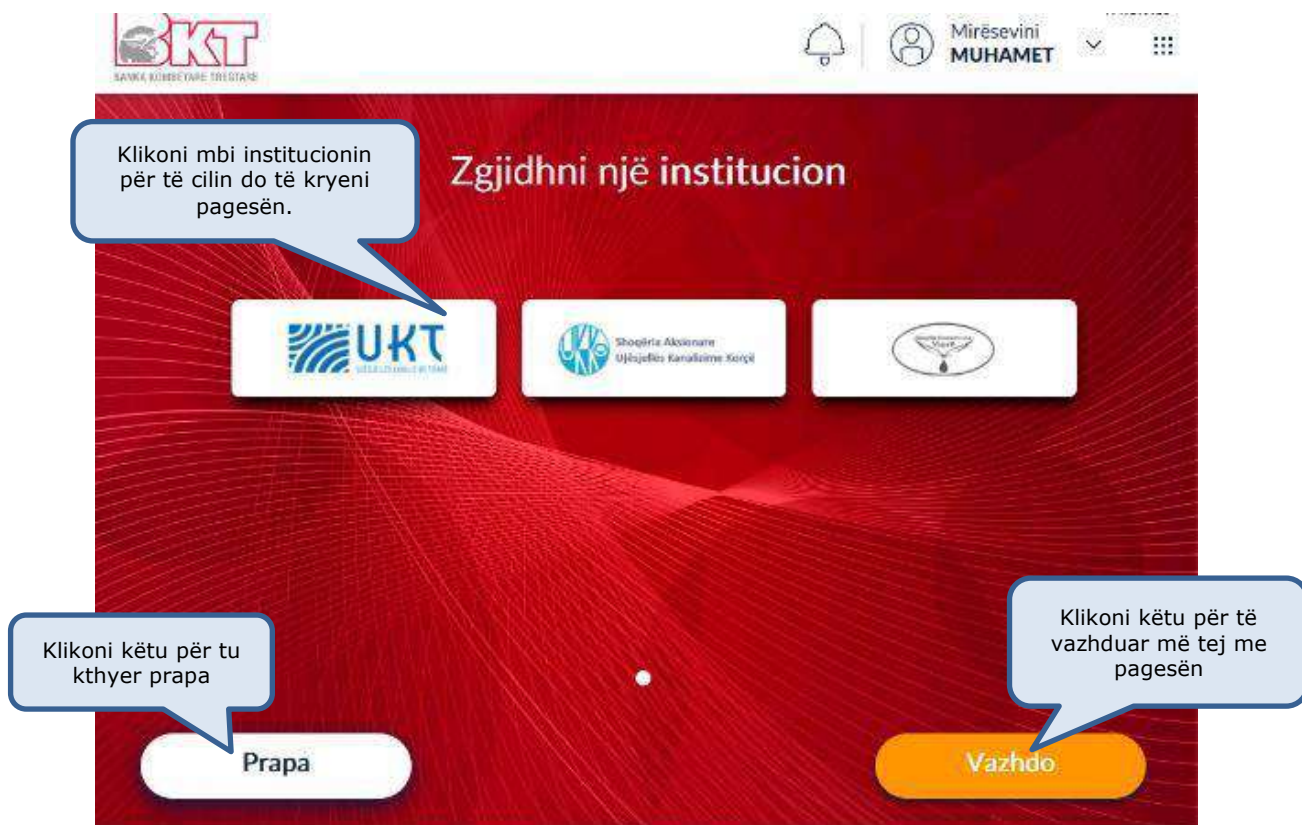 BKT
BANKA KOMBETARE TREGTARE
Mirësevini
MUHAMET
Klikoni mbi institucionin
për të cilin do të kryeni
pagesën.
Zgjidhni një institucion
UKT
Shoqëria Aksionare
Ujësjellës Kanalizime Korçë
Klikoni këtu për tu
kthyer prapa
Klikoni këtu për të
vazhduar më tej me
pagesën
Prapa
Vazhdo